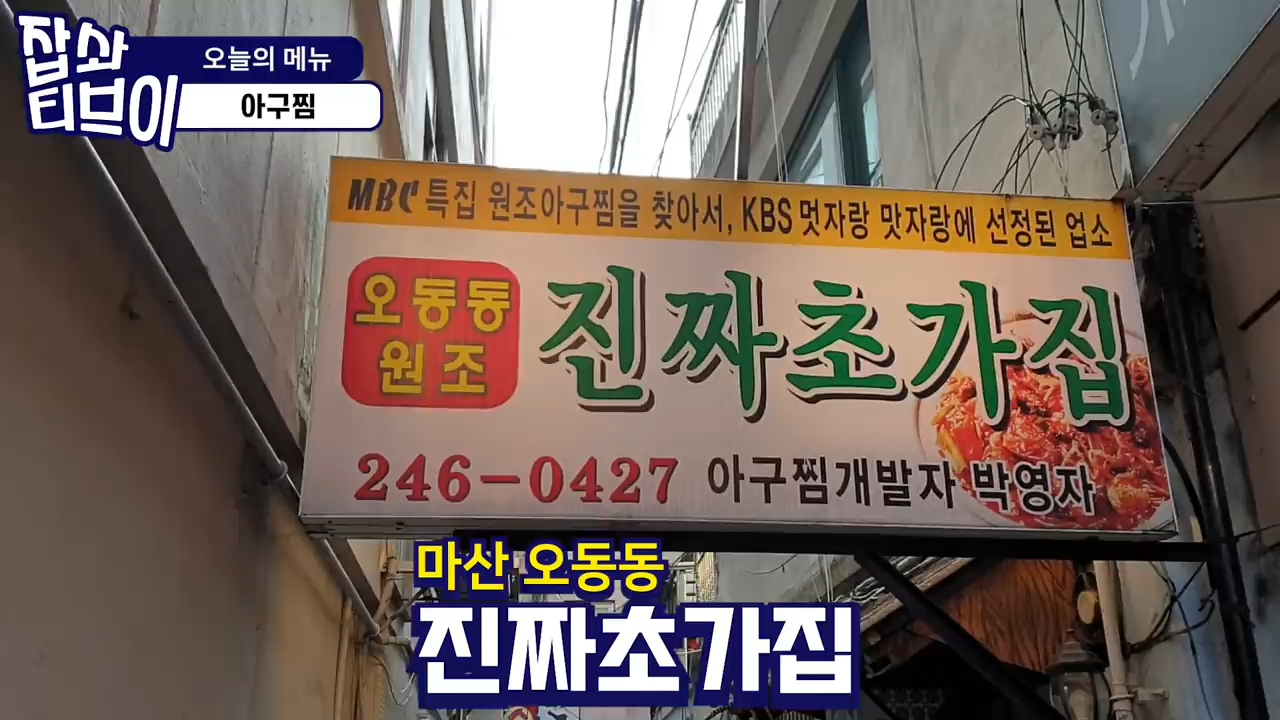 잡솨
티브이
오늘의 메뉴
아구찜
MBC 특집 원조아구찜을 찾아서, KBS 멋자랑 맛자랑에 선정된 업소
오동동
원조
진짜초가집
246-0427 아구찜개발자 박영자
마산 오동동
진짜초가집